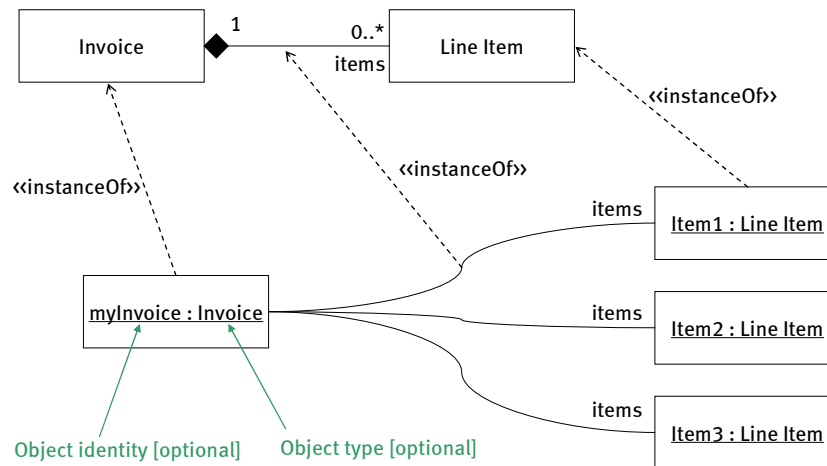 Invoice
1
0..*
items
Line Item
<<instanceOf>>
<<instanceOf>>
<<instanceOf>>
items
Item1 : Line Item
myInvoice : Invoice
items
Item2 : Line Item
items
Item3 : Line Item
Object identity [optional]
Object type [optional]